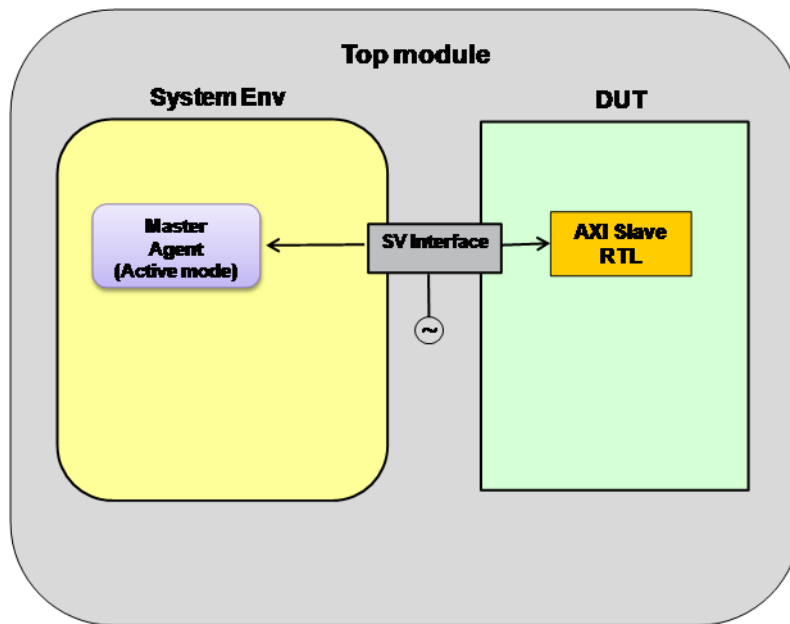 Top module
System Env
DUT
Master
Agent
(Active mode)
SV Interface
AXI Slave
RTL
~